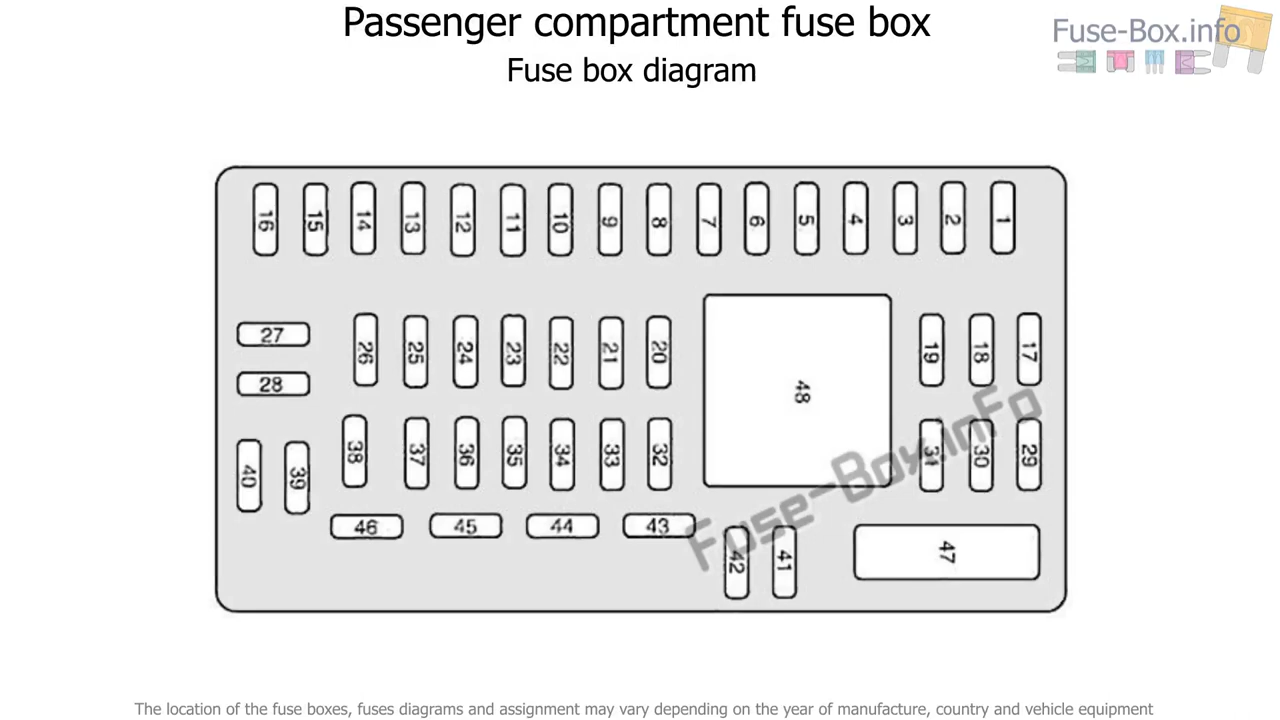 Passenger compartment fuse box
Fuse box diagram
Fuse-Box.info
16 15 14 13 12 11 10 9 8 7 6 5 4 3 2 1
27 26 25 24 23 22 21 20 19 18 17
28
48
40 39 38 37 36 35 34 33 32 31 30 29
46 45 44 43
42 41 47
Fuse-Box.inFo
The location of the fuse boxes, fuses diagrams and assignment may vary depending on the year of manufacture, country and vehicle equipment